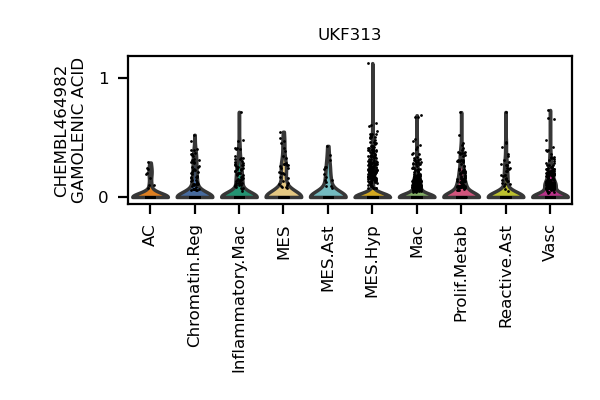 UKF313
CHEMBL464982
GAMOLENIC ACID
1
0
AC
Chromatin.Reg
Inflammatory.Mac
MES
MES.Ast
MES.Hyp
Mac
Prolif.Metab
Reactive.Ast
Vasc